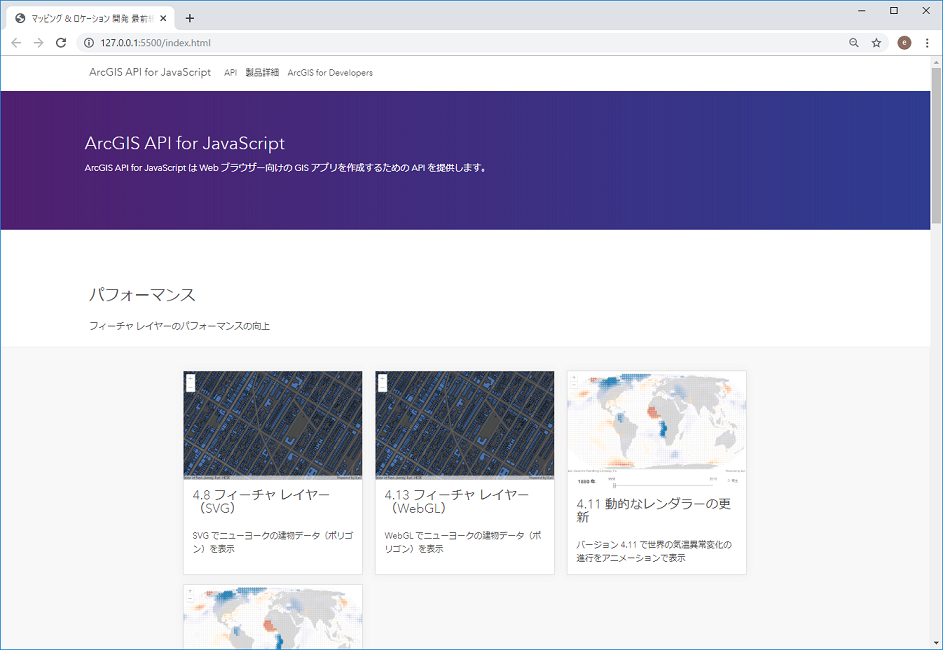 マッピング & ロケーション 開発 最前
127.0.0.1:5500/index.html
e
ArcGIS API for JavaScript API 製品詳細 ArcGIS for Developers
ArcGIS API for JavaScript
ArcGIS API for JavaScript は Web ブラウザー向けの GIS アプリを作成するための API を提供します。
パフォーマンス
フィーチャ レイヤーのパフォーマンスの向上
4.8 フィーチャ レイヤー
（SVG）
SVG でニューヨークの建物データ（ポリゴ
ン）を表示
4.13 フィーチャ レイヤー
（WebGL）
WebGL でニューヨークの建物データ（ポ
リゴン）を表示
1888 年
4.11 動的なレンダラーの更
新
バージョン 4.11 で世界の気温異常変化の
進行をアニメーションで表示